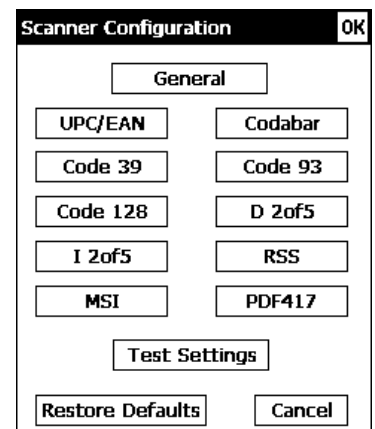 Scanner Configuration OK
General
UPC/EAN Codabar
Code 39 Code 93
Code 128 D 2of5
I 2of5 RSS
MSI PDF417
Test Settings
Restore Defaults Cancel